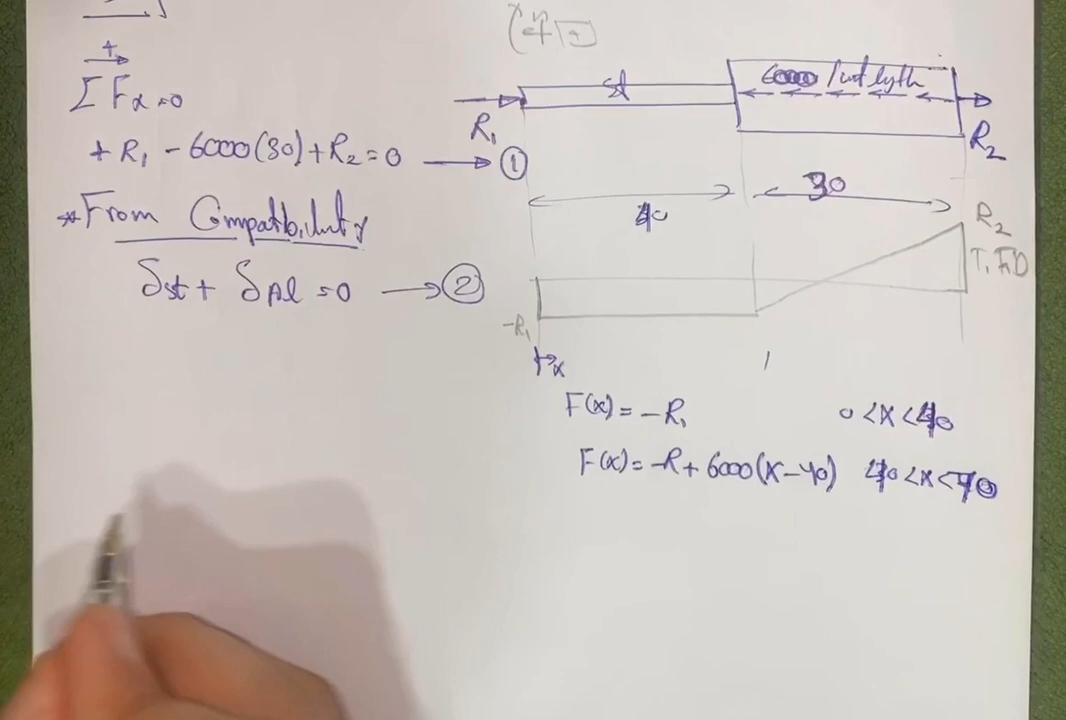 ΣFx=0
+R₁ - 6000(30)+R₂=0 → ①
*From Compatibility
δst + δAl =0 → ②
st
6000 / unit lgth
R₁
R₂
40
30
R₂
-R₁
x
F(x) = -R₁ 0<x<40
F(x) = -R+6000(x-40) 40<x<70